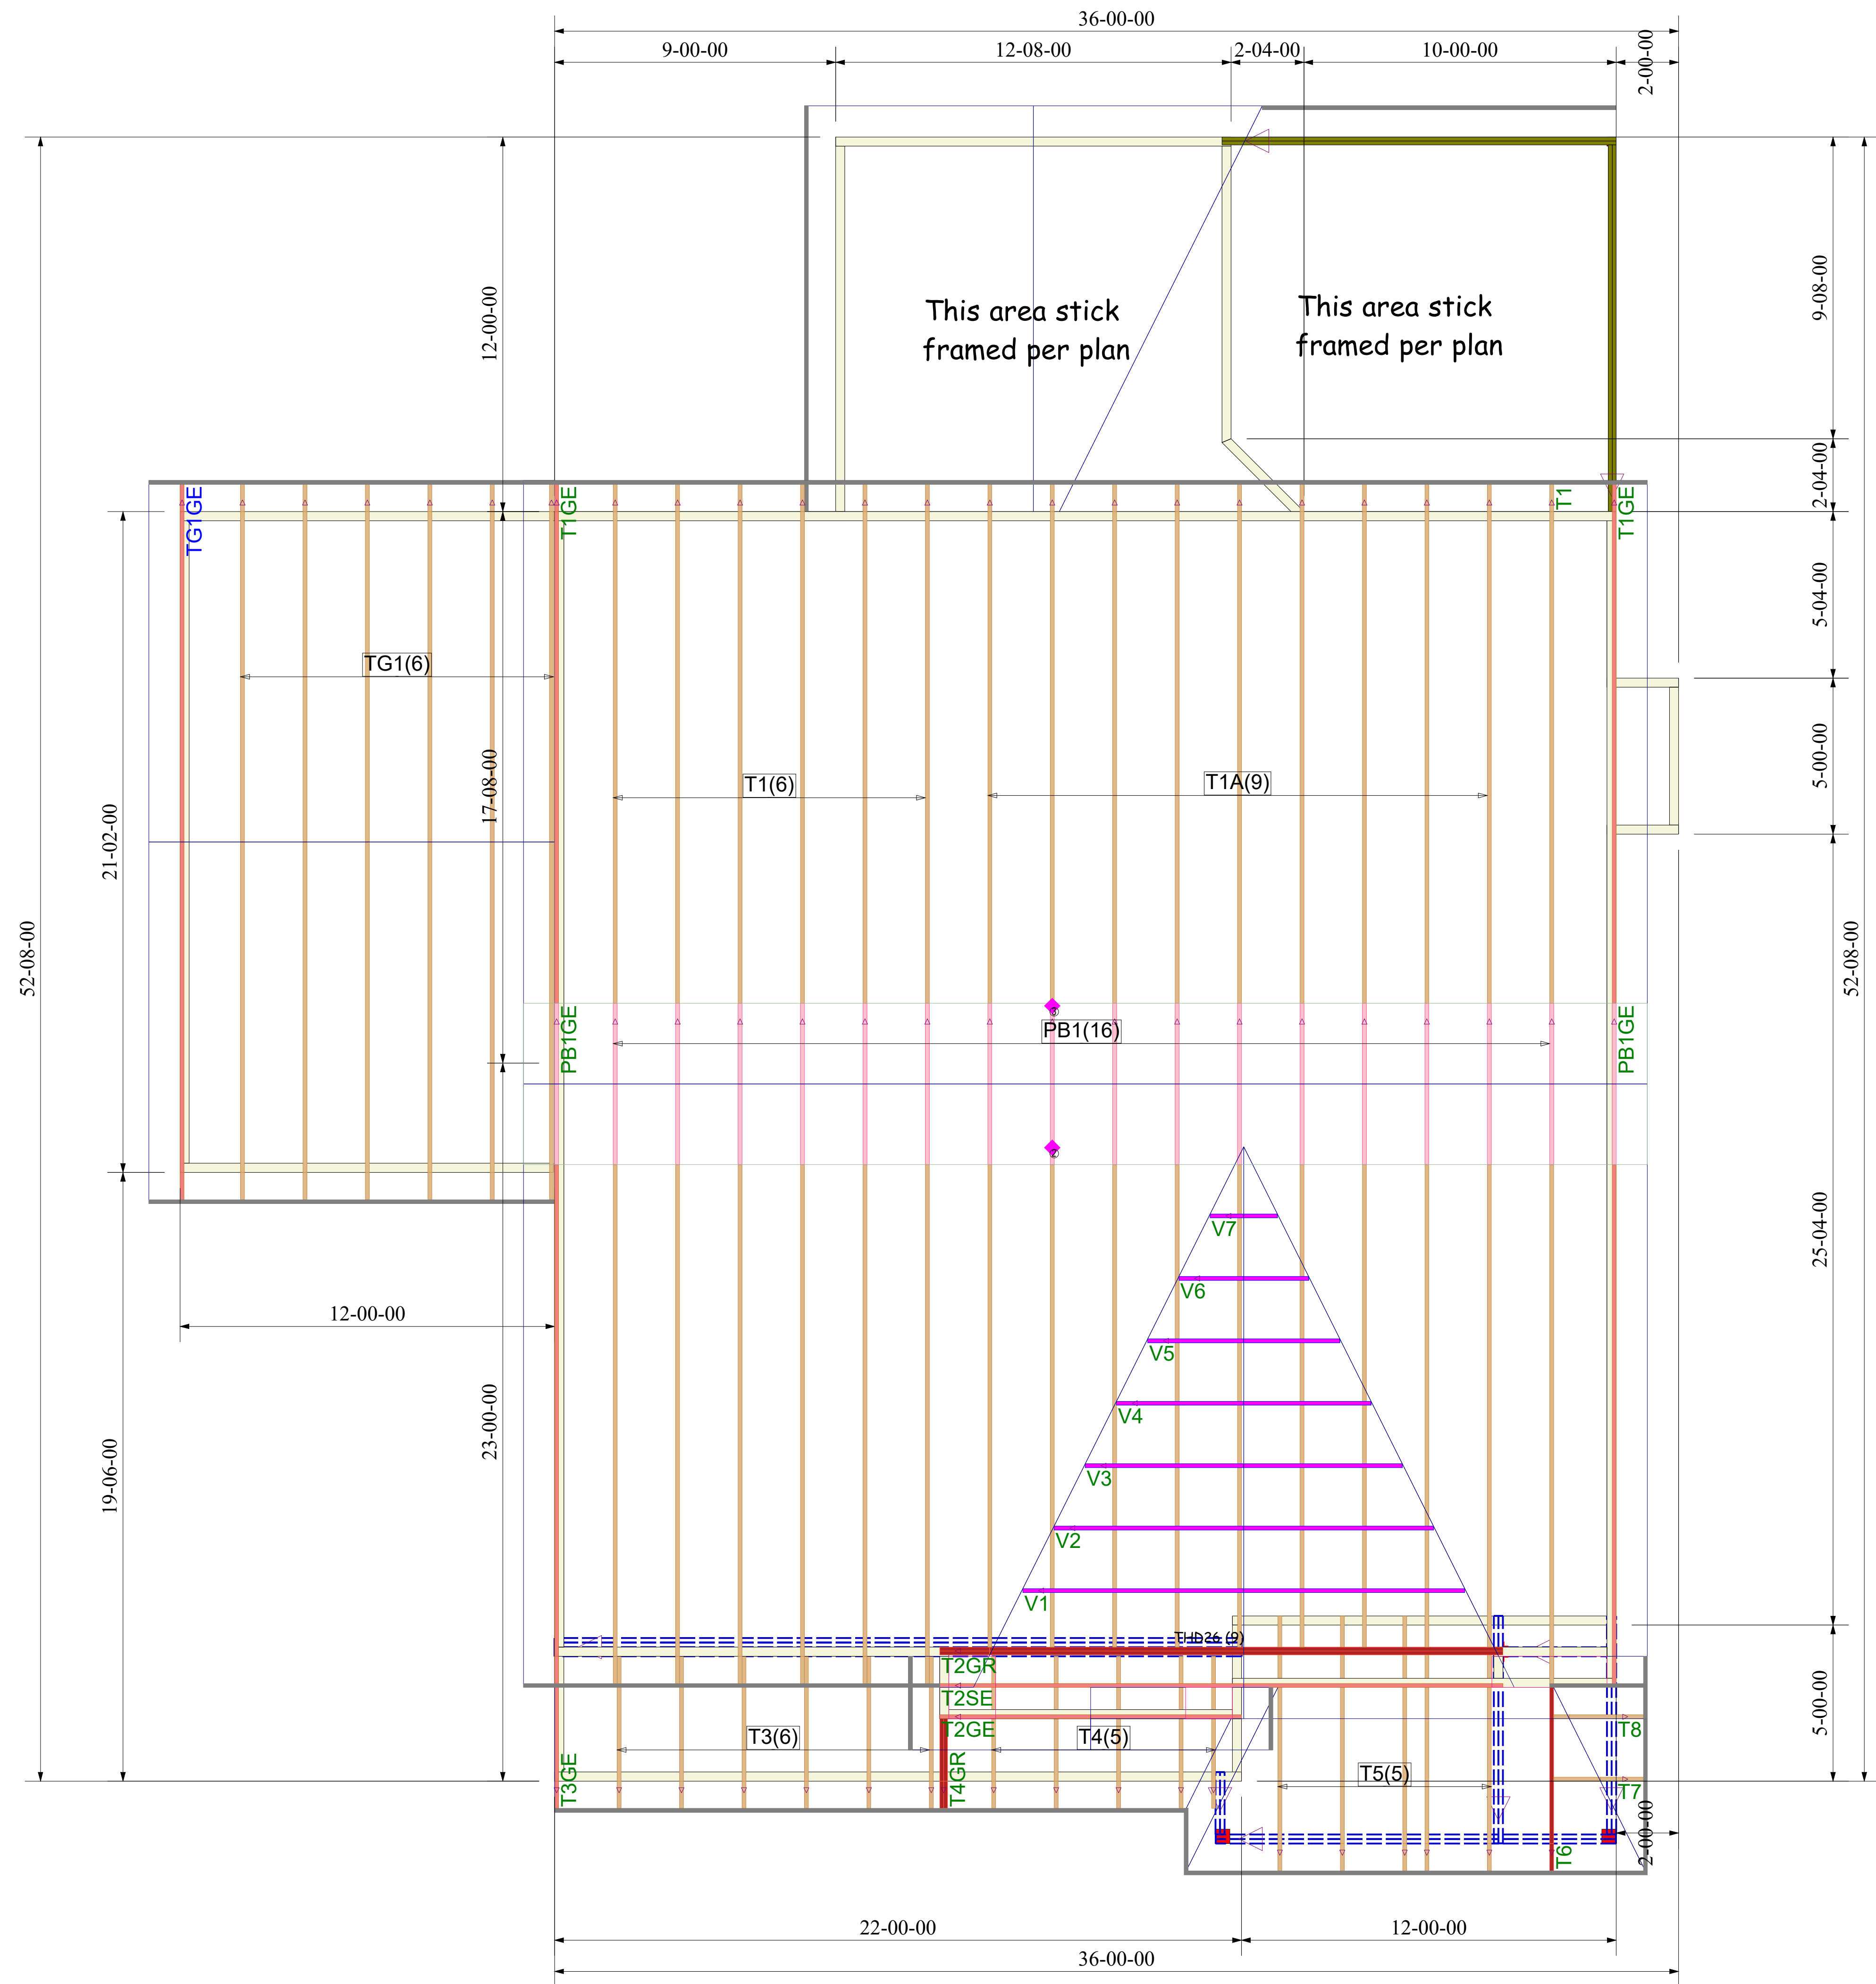 36-00-00
9-00-00
12-08-00
2-04-00
10-00-00
2-00-00
This area stick
framed per plan
This area stick
framed per plan
12-00-00
9-08-00
2-04-00
TG1GE
T1GE
T1
T1GE
5-04-00
TG1(6)
T1(6)
T1A(9)
17-08-00
5-00-00
21-02-00
52-08-00
52-08-00
PB1GE
PB1(16)
PB1GE
V7
V6
25-04-00
12-00-00
V5
V4
23-00-00
19-06-00
V3
V2
V1
T2GR
T2SE
T2GE
T3(6)
T4(5)
T8
5-00-00
T3GE
T4GR
T5(5)
T7
T6
2-00-00
22-00-00
12-00-00
36-00-00